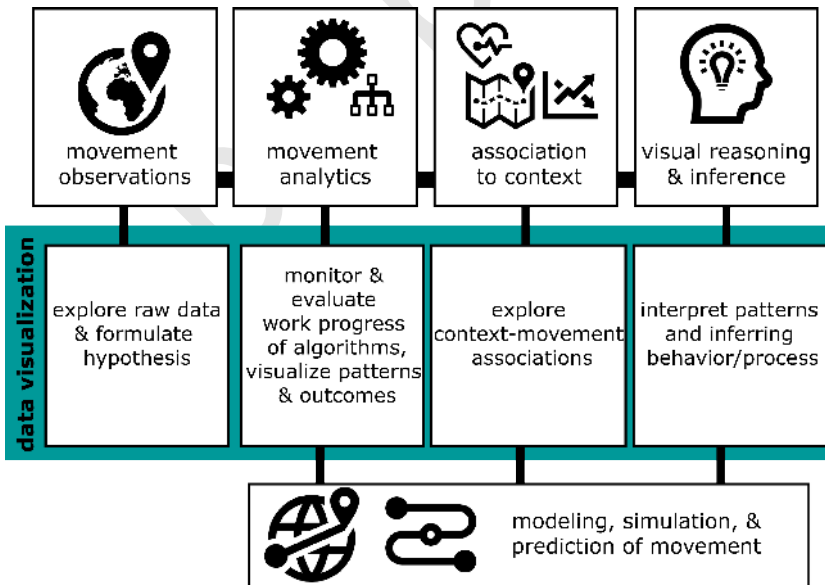 movement
observations
movement
analytics
association
to context
visual reasoning
& inference
data visualization
explore raw data
& formulate
hypothesis
monitor &
evaluate
work progress
of algorithms,
visualize patterns
& outcomes
explore
context-movement
associations
interpret patterns
and inferring
behavior/process
modeling, simulation, &
prediction of movement